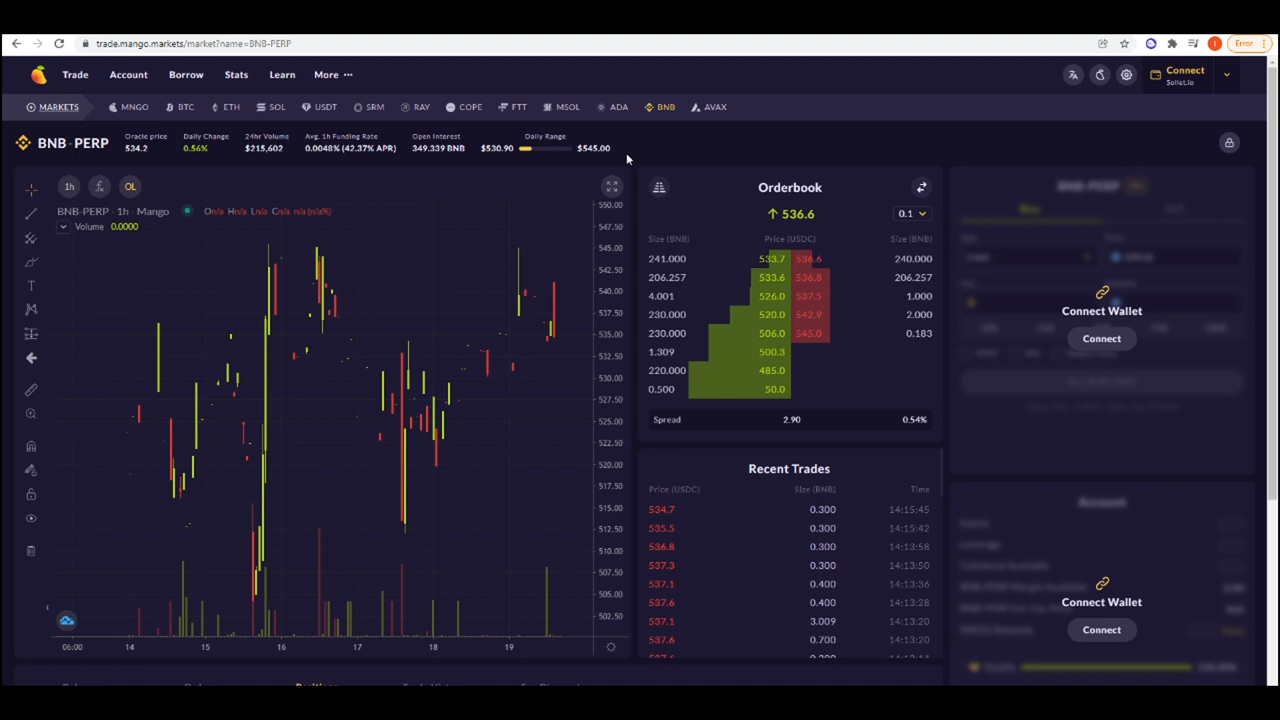 trade.mango.markets/market?name=BNB-PERP
Error
Trade Account Borrow Stats Learn More ···
Connect
Sollet.io
MARKETS MNGO BTC ETH SOL USDT SRM RAY COPE FTT MSOL ADA BNB AVAX
BNB-PERP
Oracle price Daily Change 24hr Volume Avg. 1h Funding Rate Open Interest Daily Range
534.2 0.56% $215,602 0.0048% (42.37% APR) 349.339 BNB $530.90 $545.00
1h OL
BNB-PERP · 1h · Mango On/a Hn/a Ln/a Cn/a n/a (n/a%)
Volume 0.0000
550.00
547.50
545.00
542.50
540.00
537.50
535.00
532.50
530.00
527.50
525.00
522.50
520.00
517.50
515.00
512.50
510.00
507.50
505.00
502.50
06:00 14 15 16 17 18 19
Orderbook
↑ 536.6
0.1
Size (BNB) Price (USDC) Size (BNB)
241.000 533.7 536.6 240.000
206.257 533.6 536.8 206.257
4.001 526.0 537.5 1.000
230.000 520.0 542.9 2.000
230.000 506.0 545.0 0.183
1.309 500.3
220.000 485.0
0.500 50.0
Spread 2.90 0.54%
Recent Trades
Price (USDC) Size (BNB) Time
534.7 0.300 14:15:45
535.5 0.300 14:15:42
536.8 0.300 14:13:58
537.3 0.300 14:13:50
537.1 0.400 14:13:36
537.6 0.400 14:13:28
537.1 3.009 14:13:20
537.6 0.700 14:13:20
BNB-PERP
Connect Wallet
Connect
Account
Connect Wallet
Connect